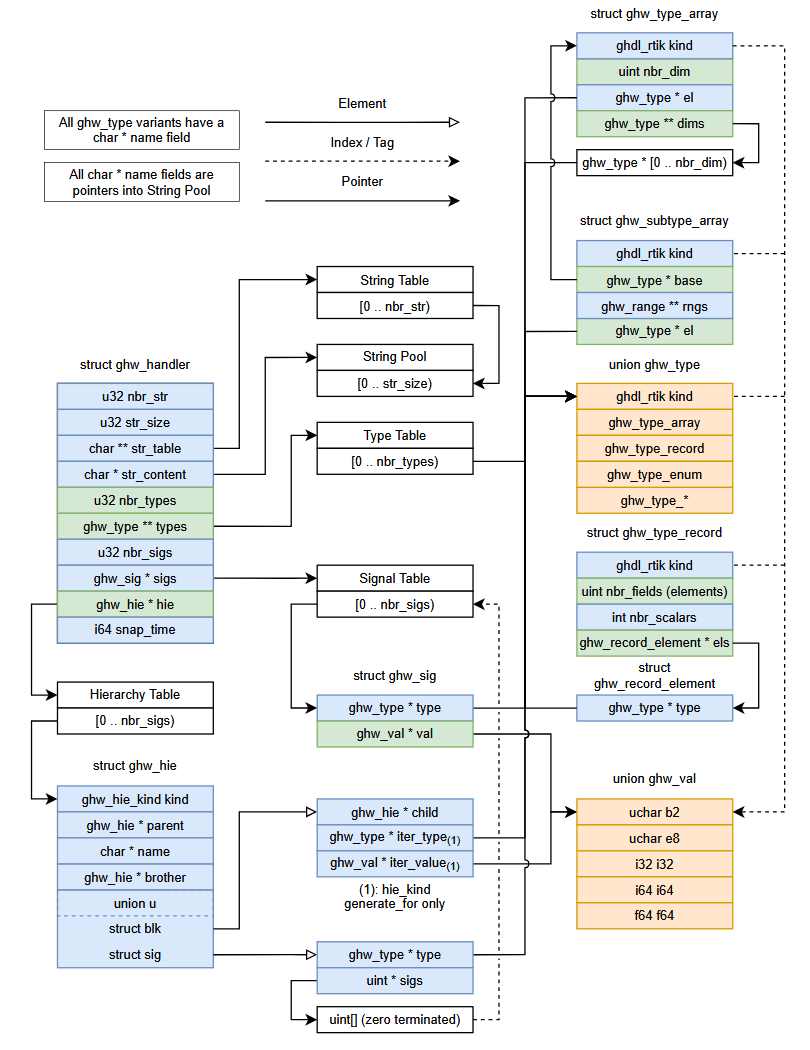 struct ghw_type_array
ghdl_rtik kind
uint nbr_dim
ghw_type * el
ghw_type ** dims
ghw_type * [0 .. nbr_dim)
All ghw_type variants have a
char * name field
All char * name fields are
pointers into String Pool
Element
Index / Tag
Pointer
struct ghw_subtype_array
ghdl_rtik kind
ghw_type * base
ghw_range ** rngs
ghw_type * el
String Table
[0 .. nbr_str)
String Pool
[0 .. str_size)
Type Table
[0 .. nbr_types)
struct ghw_handler
u32 nbr_str
u32 str_size
char ** str_table
char * str_content
u32 nbr_types
ghw_type ** types
u32 nbr_sigs
ghw_sig * sigs
ghw_hie * hie
i64 snap_time
union ghw_type
ghdl_rtik kind
ghw_type_array
ghw_type_record
ghw_type_enum
ghw_type_*
struct ghw_type_record
ghdl_rtik kind
uint nbr_fields (elements)
int nbr_scalars
ghw_record_element * els
struct
ghw_record_element
ghw_type * type
Signal Table
[0 .. nbr_sigs)
struct ghw_sig
ghw_type * type
ghw_val * val
Hierarchy Table
[0 .. nbr_sigs)
struct ghw_hie
ghw_hie_kind kind
ghw_hie * parent
char * name
ghw_hie * brother
union u
struct blk
struct sig
ghw_hie * child
ghw_type * iter_type(1)
ghw_val * iter_value(1)
(1): hie_kind
generate_for only
ghw_type * type
uint * sigs
uint[] (zero terminated)
union ghw_val
uchar b2
uchar e8
i32 i32
i64 i64
f64 f64